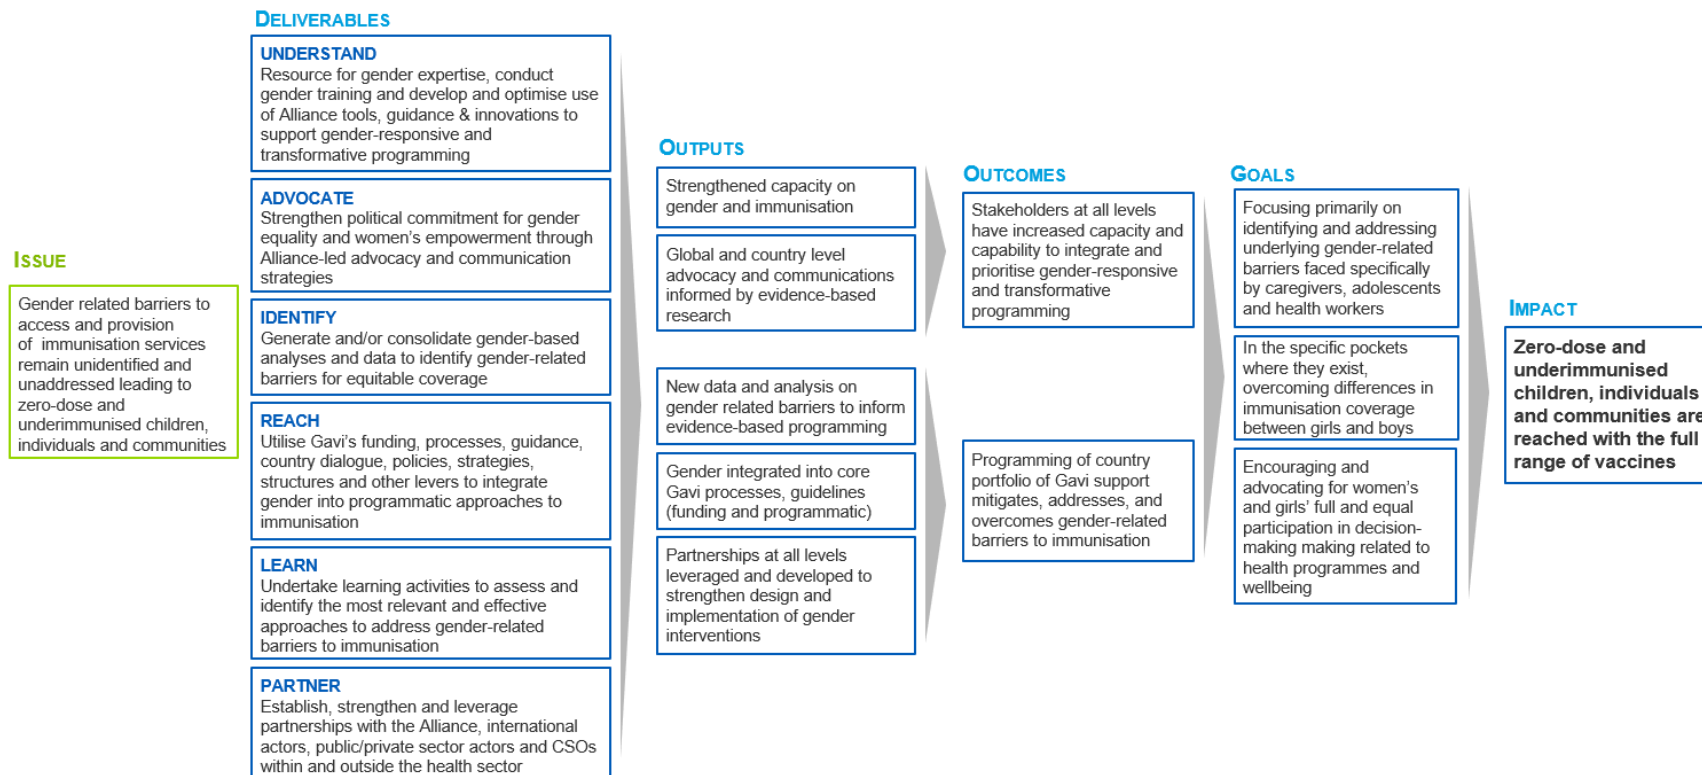 ISSUE
Gender related barriers to
access and provision
of immunisation services
remain unidentified and
unaddressed leading to
zero-dose and
underimmunised children,
individuals and communities
DELIVERABLES
UNDERSTAND
Resource for gender expertise, conduct
gender training and develop and optimise use
of Alliance tools, guidance & innovations to
support gender-responsive and
transformative programming
ADVOCATE
Strengthen political commitment for gender
equality and women's empowerment through
Alliance-led advocacy and communication
strategies
IDENTIFY
Generate and/or consolidate gender-based
analyses and data to identify gender-related
barriers for equitable coverage
REACH
Utilise Gavi's funding, processes, guidance,
country dialogue, policies, strategies,
structures and other levers to integrate
gender into programmatic approaches to
immunisation
LEARN
Undertake learning activities to assess and
identify the most relevant and effective
approaches to address gender-related
barriers to immunisation
PARTNER
Establish, strengthen and leverage
partnerships with the Alliance, international
actors, public/private sector actors and CSOs
within and outside the health sector
OUTPUTS
Strengthened capacity on
gender and immunisation
Global and country level
advocacy and communications
informed by evidence-based
research
New data and analysis on
gender related barriers to inform
evidence-based programming
Gender integrated into core
Gavi processes, guidelines
(funding and programmatic)
Partnerships at all levels
leveraged and developed to
strengthen design and
implementation of gender
interventions
OUTCOMES
Stakeholders at all levels
have increased capacity and
capability to integrate and
prioritise gender-responsive
and transformative
programming
Programming of country
portfolio of Gavi support
mitigates, addresses, and
overcomes gender-related
barriers to immunisation
GOALS
Focusing primarily on
identifying and addressing
underlying gender-related
barriers faced specifically
by caregivers, adolescents
and health workers
In the specific pockets
where they exist,
overcoming differences in
immunisation coverage
between girls and boys
Encouraging and
advocating for women's
and girls' full and equal
participation in decision-
making making related to
health programmes and
wellbeing
IMPACT
Zero-dose and
underimmunised
children, individuals
and communities are
reached with the full
range of vaccines